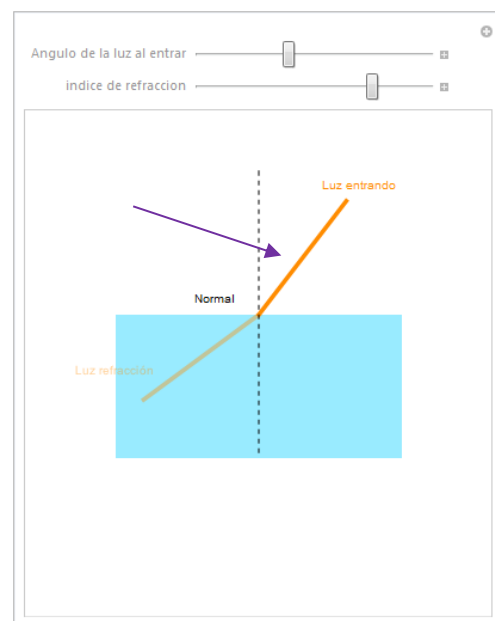 Angulo de la luz al entrar
indice de refraccion
Luz entrando
Normal
Luz refracción